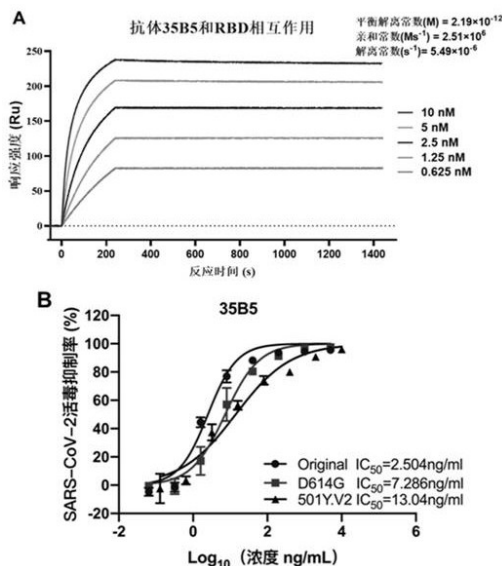 A
抗体35B5和RBD相互作用
平衡解离常数(M) = 2.19×10-12
亲和常数(Ms-1) = 2.51×106
解离常数(s-1) = 5.49×10-6
响应强度 (Ru)
250
200
150
100
50
0
10 nM
5 nM
2.5 nM
1.25 nM
0.625 nM
0 200 400 600 800 1000 1200 1400
反应时间 (s)
B
35B5
SARS-CoV-2活毒抑制率 (%)
120
100
80
60
40
20
0
-20
Original IC50=2.504ng/ml
D614G IC50=7.286ng/ml
501Y.V2 IC50=13.04ng/ml
-2 0 2 4 6
Log10（浓度 ng/mL）